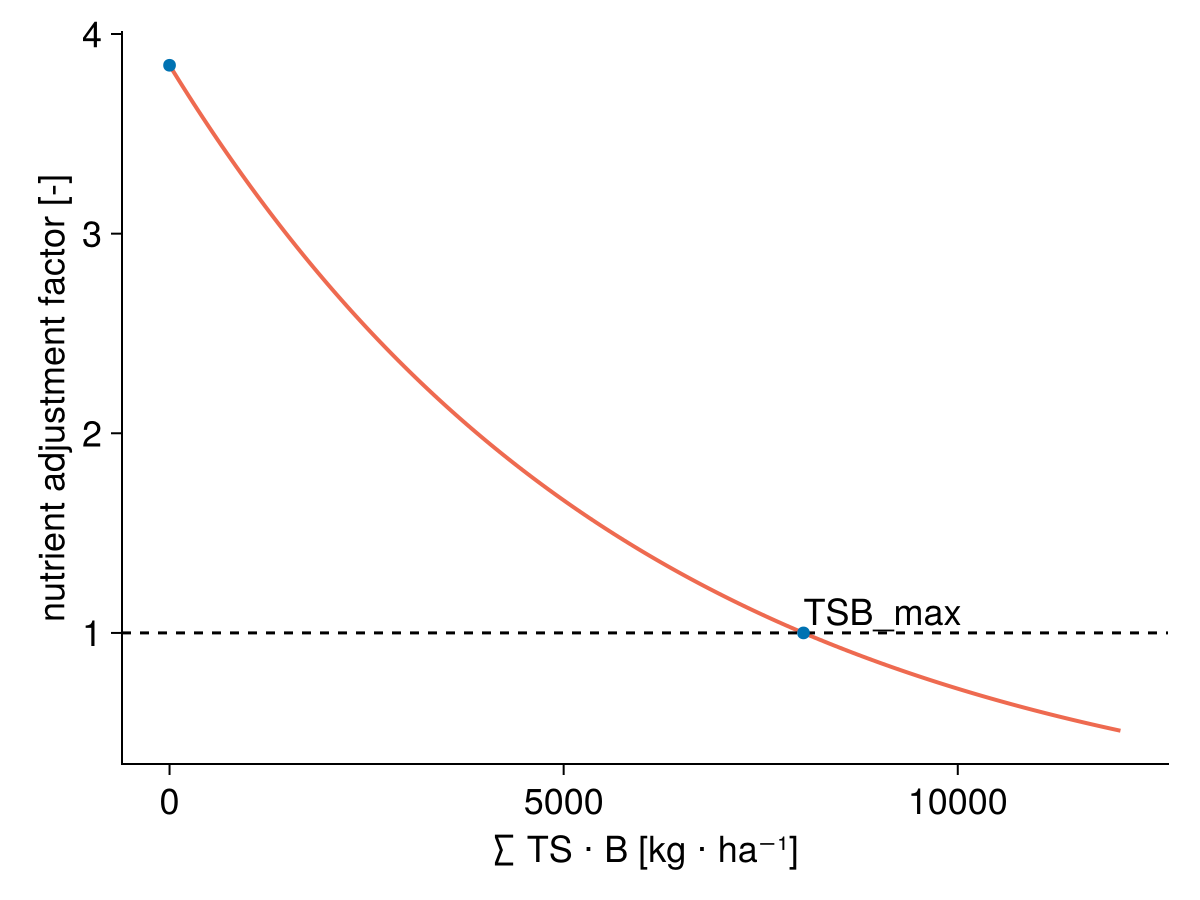 4
3
2
1
nutrient adjustment factor [-]
TSB_max
0 5000 10000
∑ TS · B [kg · ha⁻¹]